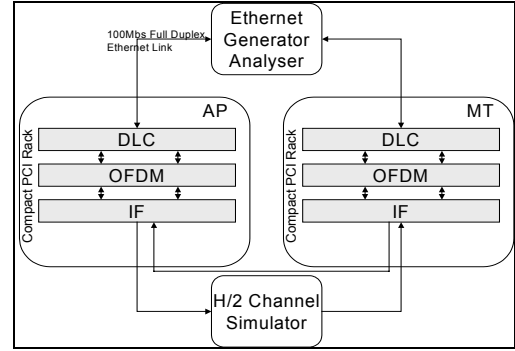 Ethernet
Generator
Analyser
100Mbs Full Duplex
Ethernet Link
AP
MT
Compact PCI Rack
DLC
OFDM
IF
Compact PCI Rack
DLC
OFDM
IF
H/2 Channel
Simulator